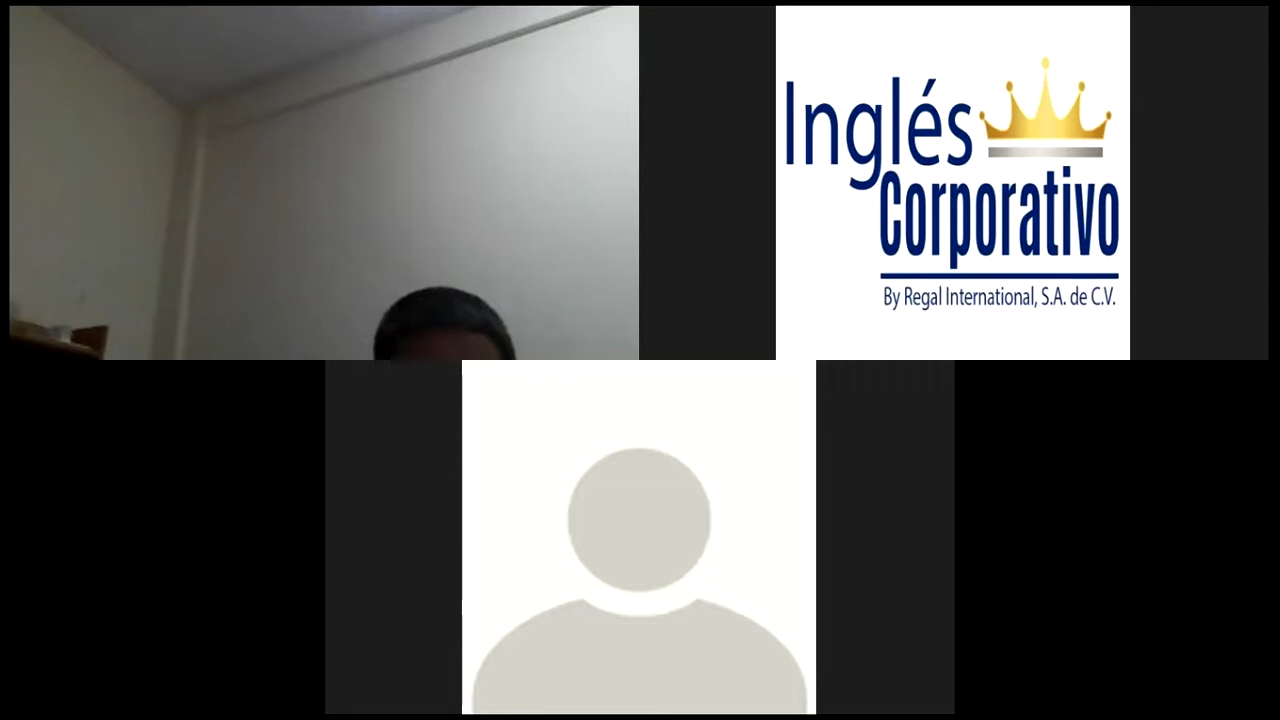 Inglés
Corporativo
By Regal International, S.A. de C.V.